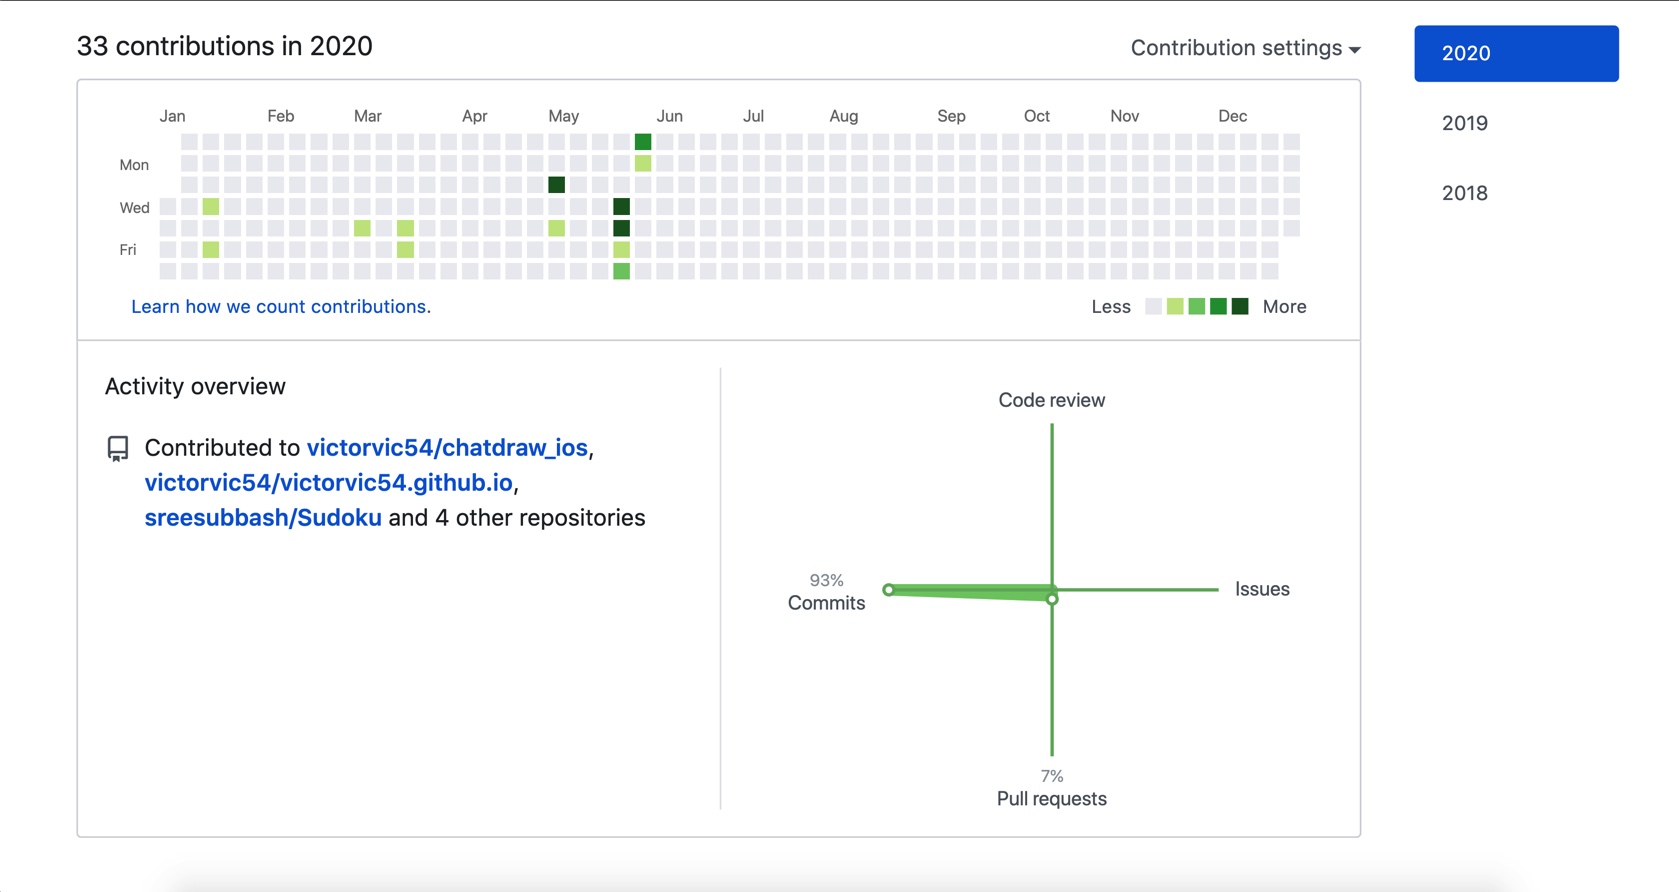 33 contributions in 2020
Contribution settings
2020
2019
2018
Jan Feb Mar Apr May Jun Jul Aug Sep Oct Nov Dec
Mon
Wed
Fri
Learn how we count contributions.
Less More
Activity overview
Contributed to victorvic54/chatdraw_ios,
victorvic54/victorvic54.github.io,
sreesubbash/Sudoku and 4 other repositories
Code review
93%
Commits
Issues
7%
Pull requests